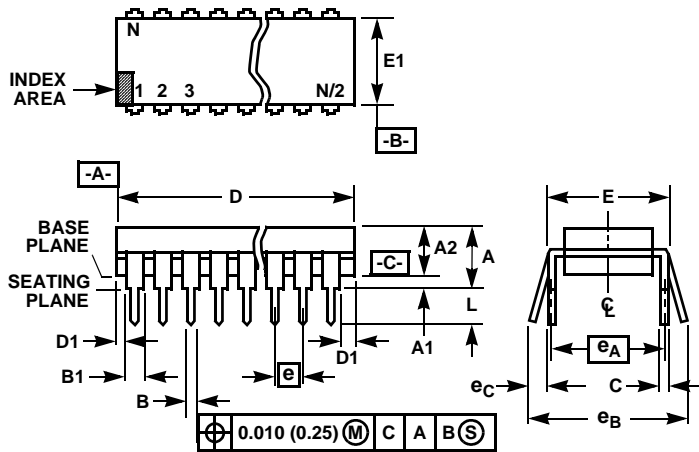 N
E1
INDEX
AREA
1 2 3 N/2
-B-
-A-
D
E
BASE
PLANE
A2
A
-C-
SEATING
PLANE
L
℄
D1
A1
D1
e
eA
B1
eC
C
B
eB
⌖ 0.010 (0.25) Ⓜ C A B Ⓢ